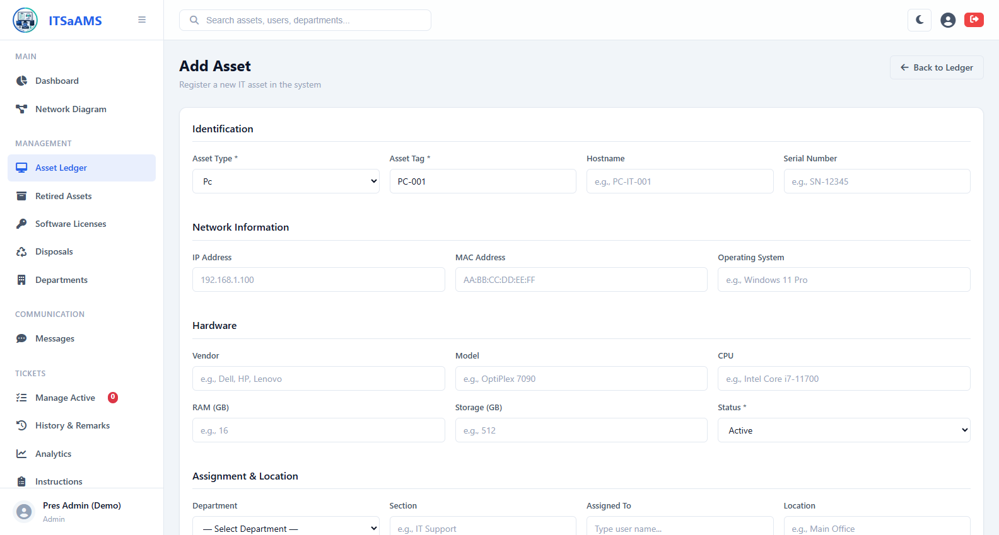 ITSaAMS
Search assets, users, departments...
MAIN
Dashboard
Network Diagram
MANAGEMENT
Asset Ledger
Retired Assets
Software Licenses
Disposals
Departments
COMMUNICATION
Messages
TICKETS
Manage Active 0
History & Remarks
Analytics
Instructions
Pres Admin (Demo)
Admin
Add Asset
Register a new IT asset in the system
Back to Ledger
Identification
Asset Type * Asset Tag * Hostname Serial Number
Pc PC-001 e.g., PC-IT-001 e.g., SN-12345
Network Information
IP Address MAC Address Operating System
192.168.1.100 AA:BB:CC:DD:EE:FF e.g., Windows 11 Pro
Hardware
Vendor Model CPU
e.g., Dell, HP, Lenovo e.g., OptiPlex 7090 e.g., Intel Core i7-11700
RAM (GB) Storage (GB) Status *
e.g., 16 e.g., 512 Active
Assignment & Location
Department Section Assigned To Location
— Select Department — e.g., IT Support Type user name... e.g., Main Office